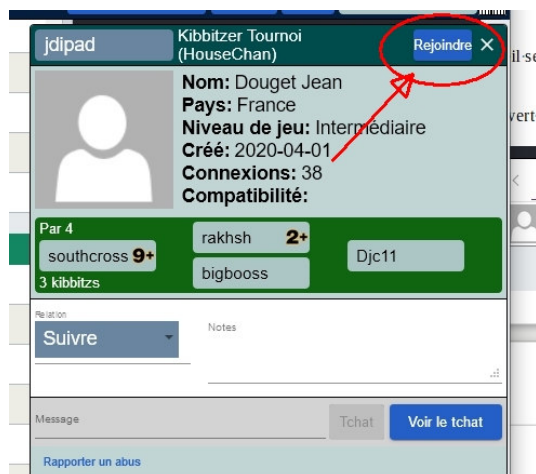 jdipad
Kibbitzer Tournoi
(HouseChan)
Rejoindre ×
Nom: Douget Jean
Pays: France
Niveau de jeu: Intermédiaire
Créé: 2020-04-01
Connexions: 38
Compatibilité:
Par 4
southcross 9+
rakhsh 2+
bigbooss
Djc11
3 kibbitzs
Relation
Suivre
Notes
Message
Tchat
Voir le tchat
Rapporter un abus